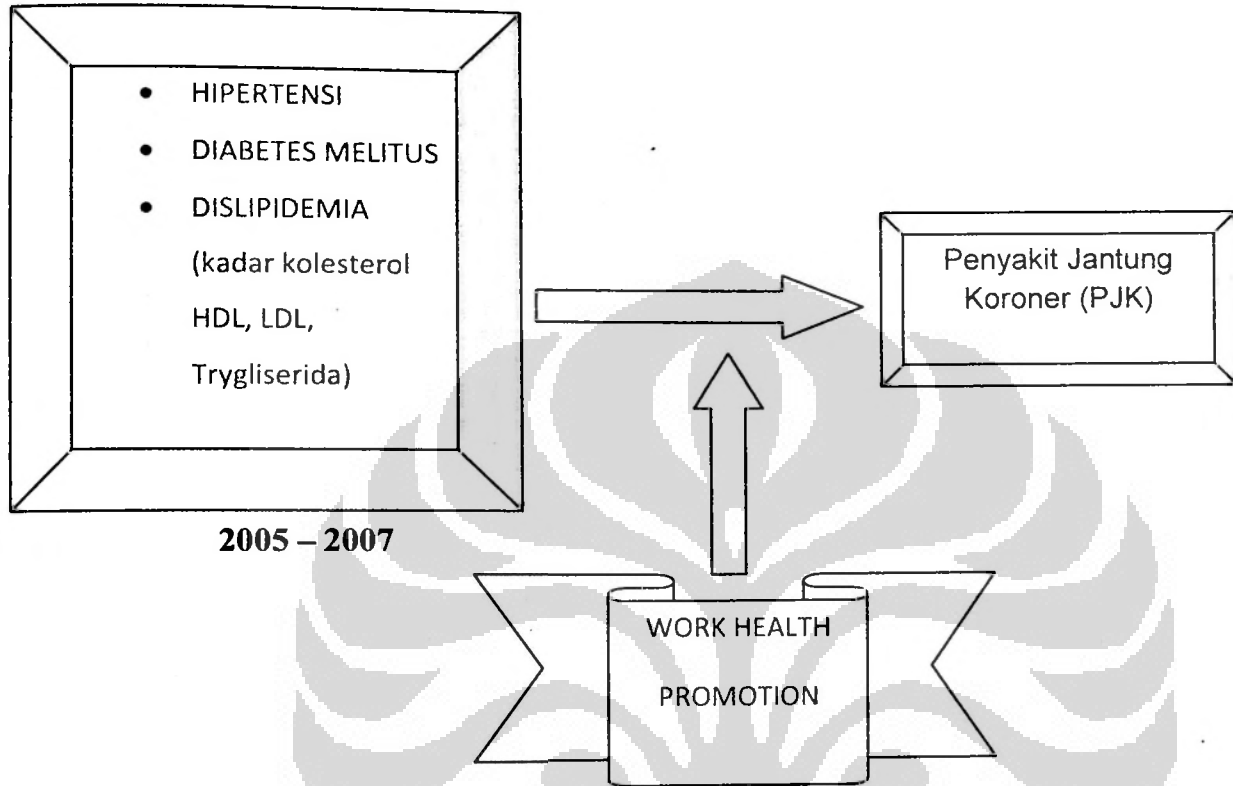 • HIPERTENSI
• DIABETES MELITUS
• DISLIPIDEMIA
(kadar kolesterol
HDL, LDL,
Trygliserida)
2005 – 2007
Penyakit Jantung
Koroner (PJK)
WORK HEALTH
PROMOTION